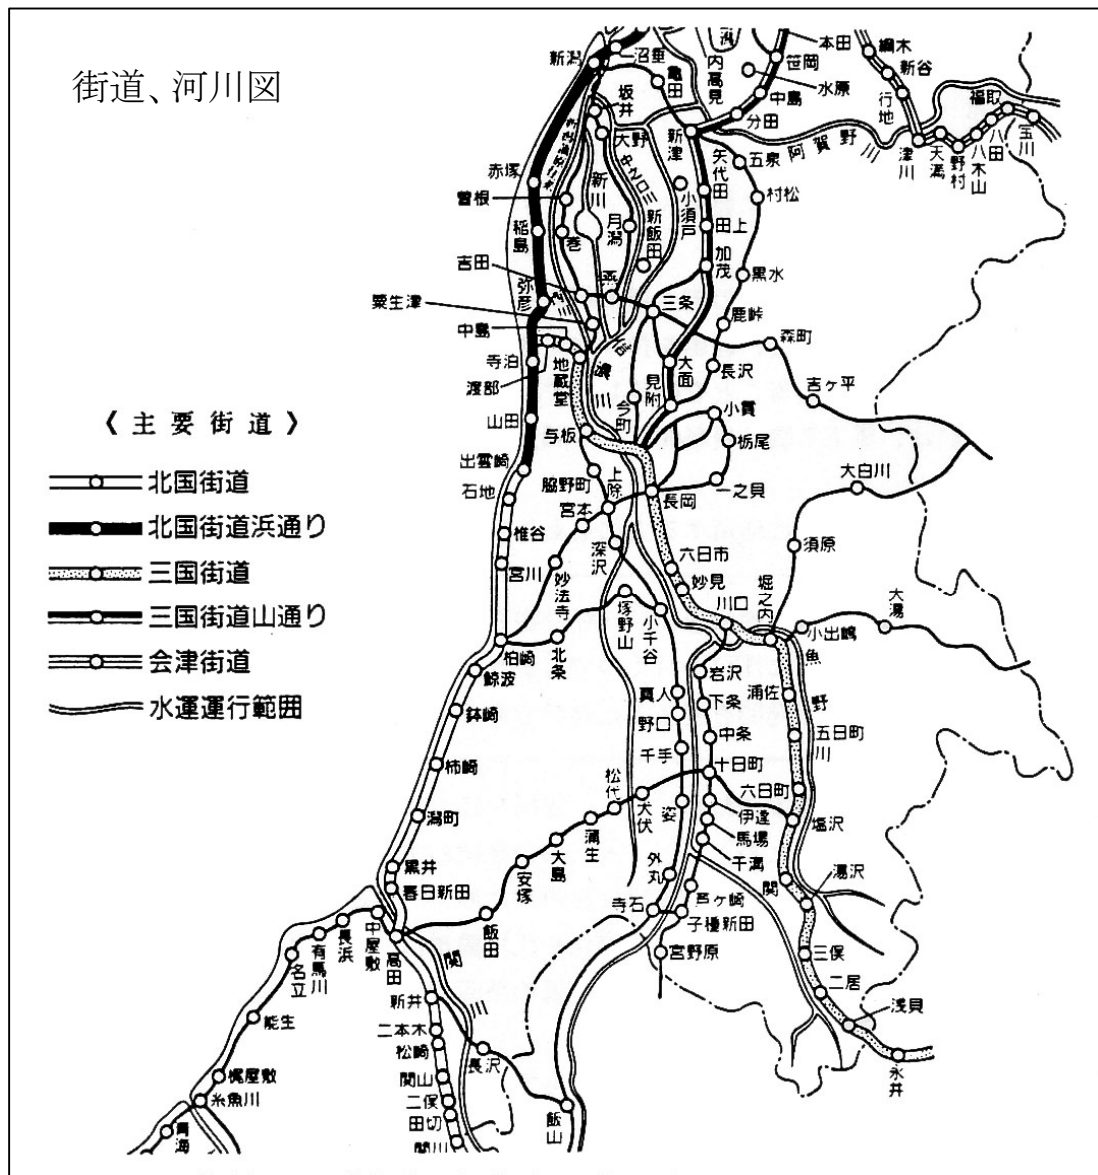 街道、河川図
《主要街道》
北国街道
北国街道浜通り
三国街道
三国街道山通り
会津街道
水運運行範囲
新潟
沼垂
亀田
内高見
笹岡
本田
水原
中島
分田
新津
綱木
新谷
行地
津川
天満
野村
八木山
八田
福取
玉川
阿賀野川
坂井
大野
赤塚
曽根
稲島
巻
新川
中ノ口川
月潟
新飯田
小須戸
矢代田
五泉
村松
田上
加茂
黒水
吉田
燕
弥彦
粟生津
三条
鹿峠
森町
中島
寺泊
渡部
地蔵堂
信濃川
見附
大面
長沢
吉ヶ平
山田
今町
小貫
栃尾
与板
出雲崎
石地
脇野町
上除
宮本
長岡
一之貝
大白川
椎谷
宮川
妙法寺
深沢
六日市
妙見
須原
川口
堀之内
小出嶋
大湯
塚野山
小千谷
柏崎
北条
鯨波
鉢崎
岩沢
真人
下条
野口
中条
千手
浦佐
魚野川
五日町
柿崎
松代
十日町
六日町
犬伏
姿
伊達
馬場
干溝
塩沢
潟町
蒲生
大島
安塚
黒井
春日新田
外丸
芦ヶ崎
関
湯沢
寺石
子種新田
中屋敷
長浜
有馬川
名立
高田
飯田
関川
宮野原
三俣
二居
浅貝
永井
能生
新井
二本木
松崎
長沢
梶屋敷
糸魚川
関山
二俣
田切
関川
飯山
青海